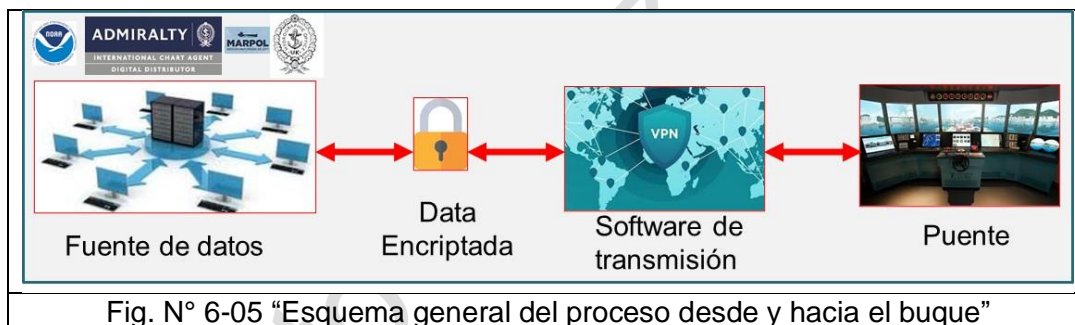 NOAA
ADMIRALTY
INTERNATIONAL CHART AGENT
DIGITAL DISTRIBUTOR
MARPOL
VPN
Fuente de datos
Data
Encriptada
Software de
transmisión
Puente
Fig. N° 6-05 “Esquema general del proceso desde y hacia el buque”